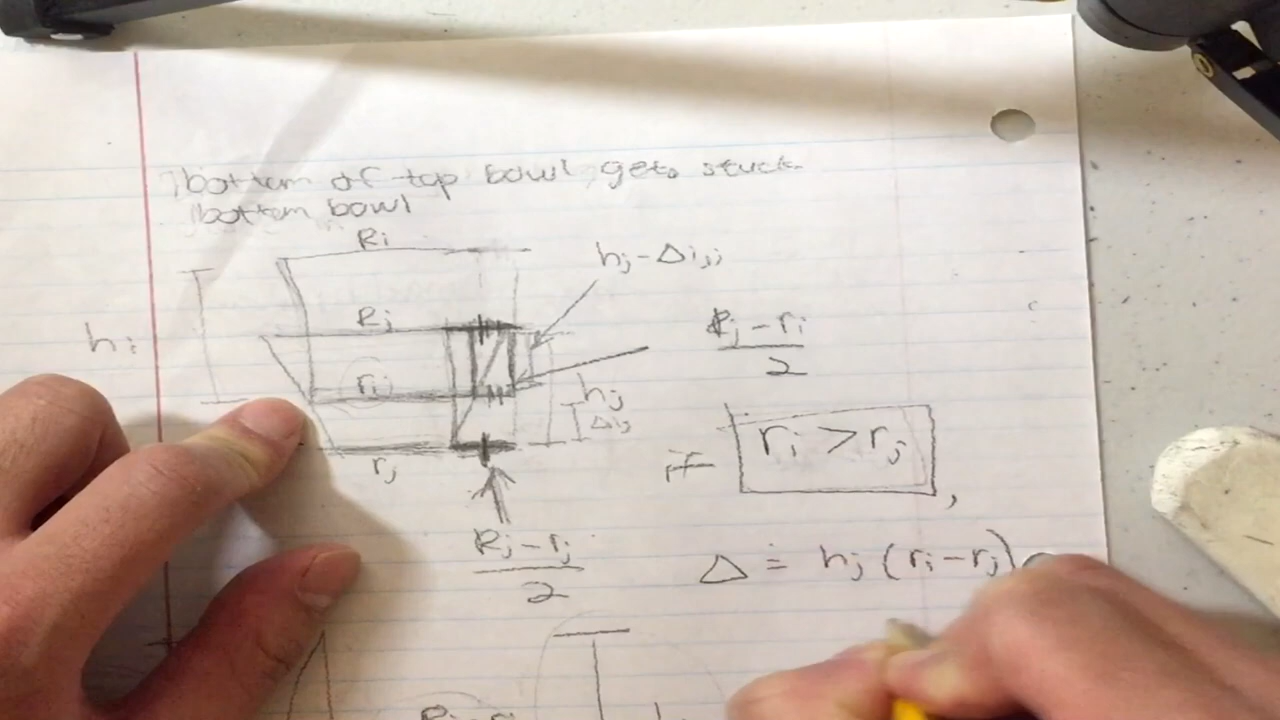 bottom of top bowl gets stuck
bottom bowl
Ri
hj - Δi,j
Rj
hi
Rj - ri
2
ri
hj
Δij
if ri > rj,
rj
Rj - rj
2
Δ = hj (ri - rj)